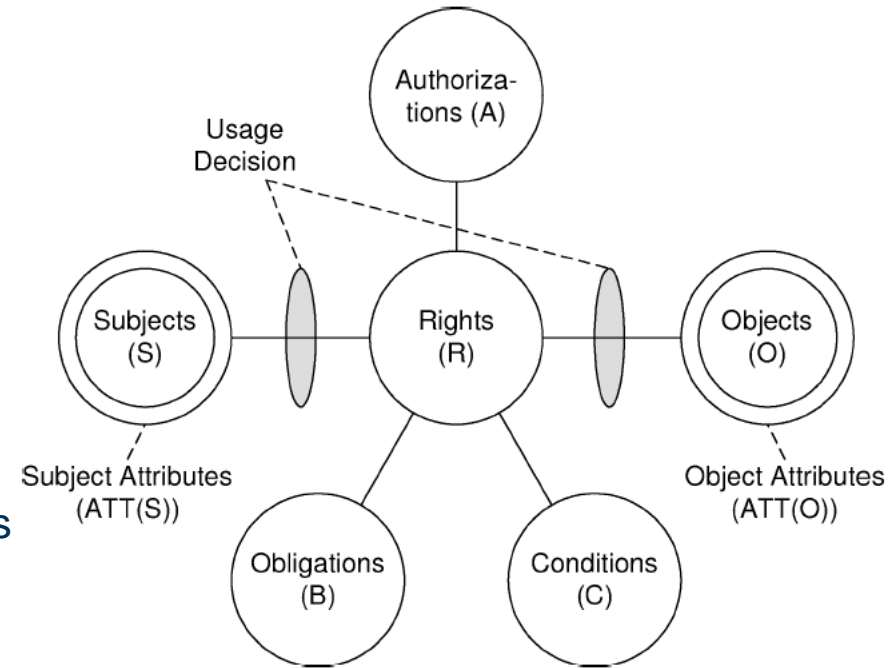 Authoriza-
tions (A)
Usage
Decision
Subjects
(S)
Rights
(R)
Objects
(O)
Subject Attributes
(ATT(S))
Object Attributes
(ATT(O))
s
Obligations
(B)
Conditions
(C)